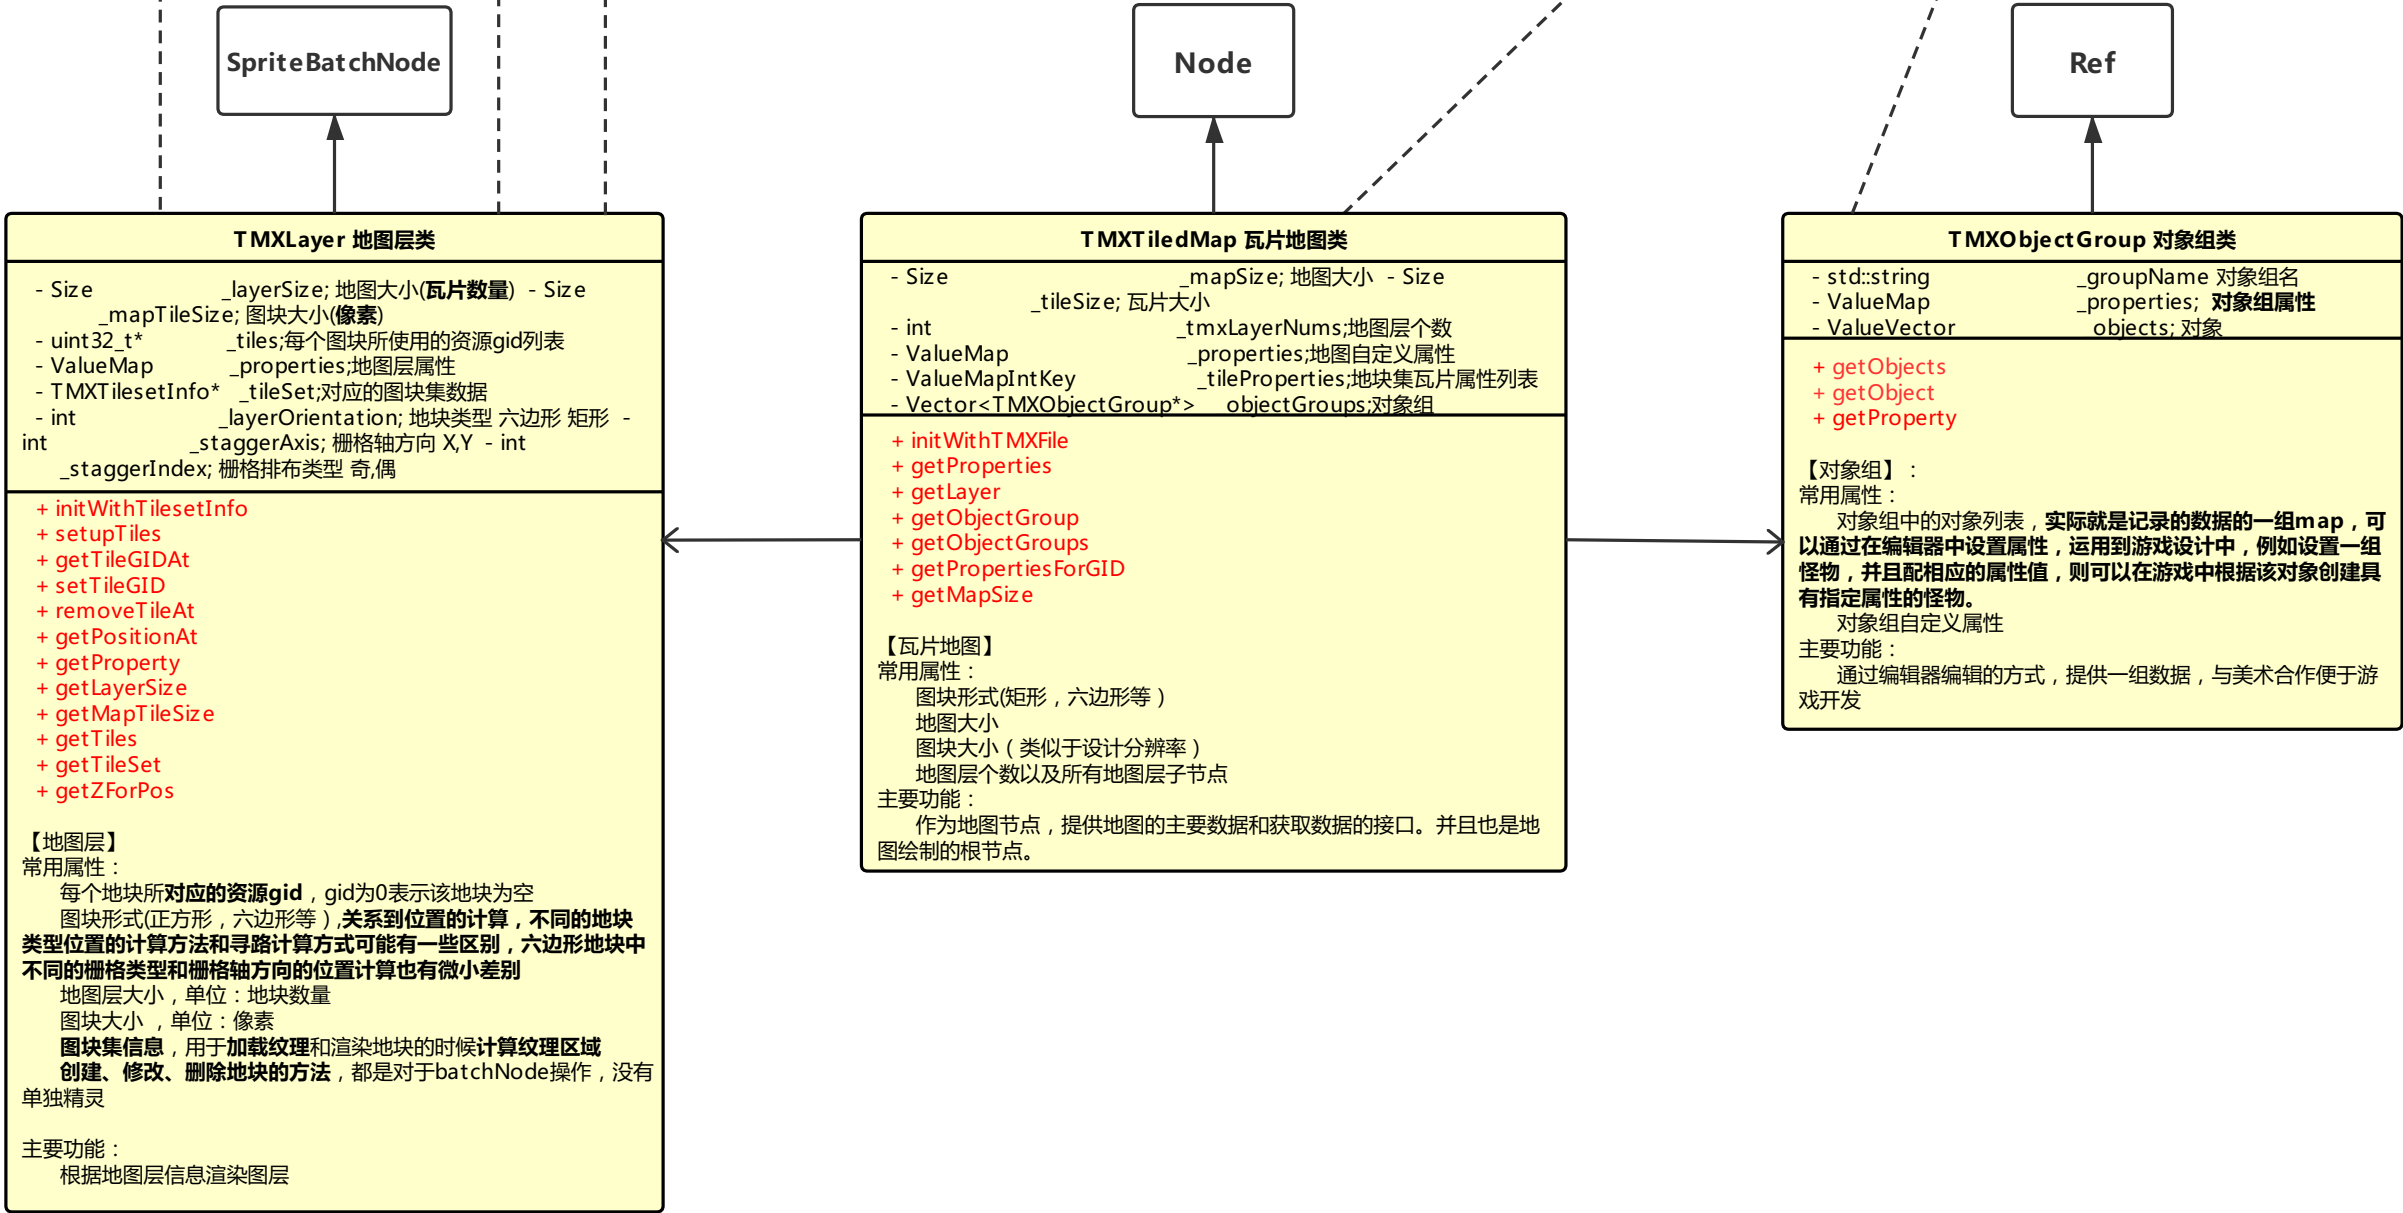 SpriteBatchNode
Node
Ref
TMXLayer 地图层类
- Size _layerSize; 地图大小(瓦片数量) - Size
_mapTileSize; 图块大小(像素)
- uint32_t* _tiles;每个图块所使用的资源gid列表
- ValueMap _properties;地图层属性
- TMXTilesetInfo* _tileSet;对应的图块集数据
- int _layerOrientation; 地块类型 六边形 矩形 -
int _staggerAxis; 栅格轴方向 X,Y - int
_staggerIndex; 栅格排布类型 奇,偶
+ initWithTilesetInfo
+ setupTiles
+ getTileGIDAt
+ setTileGID
+ removeTileAt
+ getPositionAt
+ getProperty
+ getLayerSize
+ getMapTileSize
+ getTiles
+ getTileSet
+ getZForPos
【地图层】
常用属性：
每个地块所对应的资源gid，gid为0表示该地块为空
图块形式(正方形，六边形等）,关系到位置的计算，不同的地块
类型位置的计算方法和寻路计算方式可能有一些区别，六边形地块中
不同的栅格类型和栅格轴方向的位置计算也有微小差别
地图层大小，单位：地块数量
图块大小 ，单位：像素
图块集信息，用于加载纹理和渲染地块的时候计算纹理区域
创建、修改、删除地块的方法，都是对于batchNode操作，没有
单独精灵
主要功能：
根据地图层信息渲染图层
TMXTiledMap 瓦片地图类
- Size _mapSize; 地图大小 - Size
_tileSize; 瓦片大小
- int _tmxLayerNums;地图层个数
- ValueMap _properties;地图自定义属性
- ValueMapIntKey _tileProperties;地块集瓦片属性列表
- Vector<TMXObjectGroup*> _objectGroups;对象组
+ initWithTMXFile
+ getProperties
+ getLayer
+ getObjectGroup
+ getObjectGroups
+ getPropertiesForGID
+ getMapSize
【瓦片地图】
常用属性：
图块形式(矩形，六边形等）
地图大小
图块大小（类似于设计分辨率）
地图层个数以及所有地图层子节点
主要功能：
作为地图节点，提供地图的主要数据和获取数据的接口。并且也是地
图绘制的根节点。
TMXObjectGroup 对象组类
- std::string _groupName 对象组名
- ValueMap _properties; 对象组属性
- ValueVector _objects; 对象
+ getObjects
+ getObject
+ getProperty
【对象组】：
常用属性：
对象组中的对象列表，实际就是记录的数据的一组map，可
以通过在编辑器中设置属性，运用到游戏设计中，例如设置一组
怪物，并且配相应的属性值，则可以在游戏中根据该对象创建具
有指定属性的怪物。
对象组自定义属性
主要功能：
通过编辑器编辑的方式，提供一组数据，与美术合作便于游
戏开发